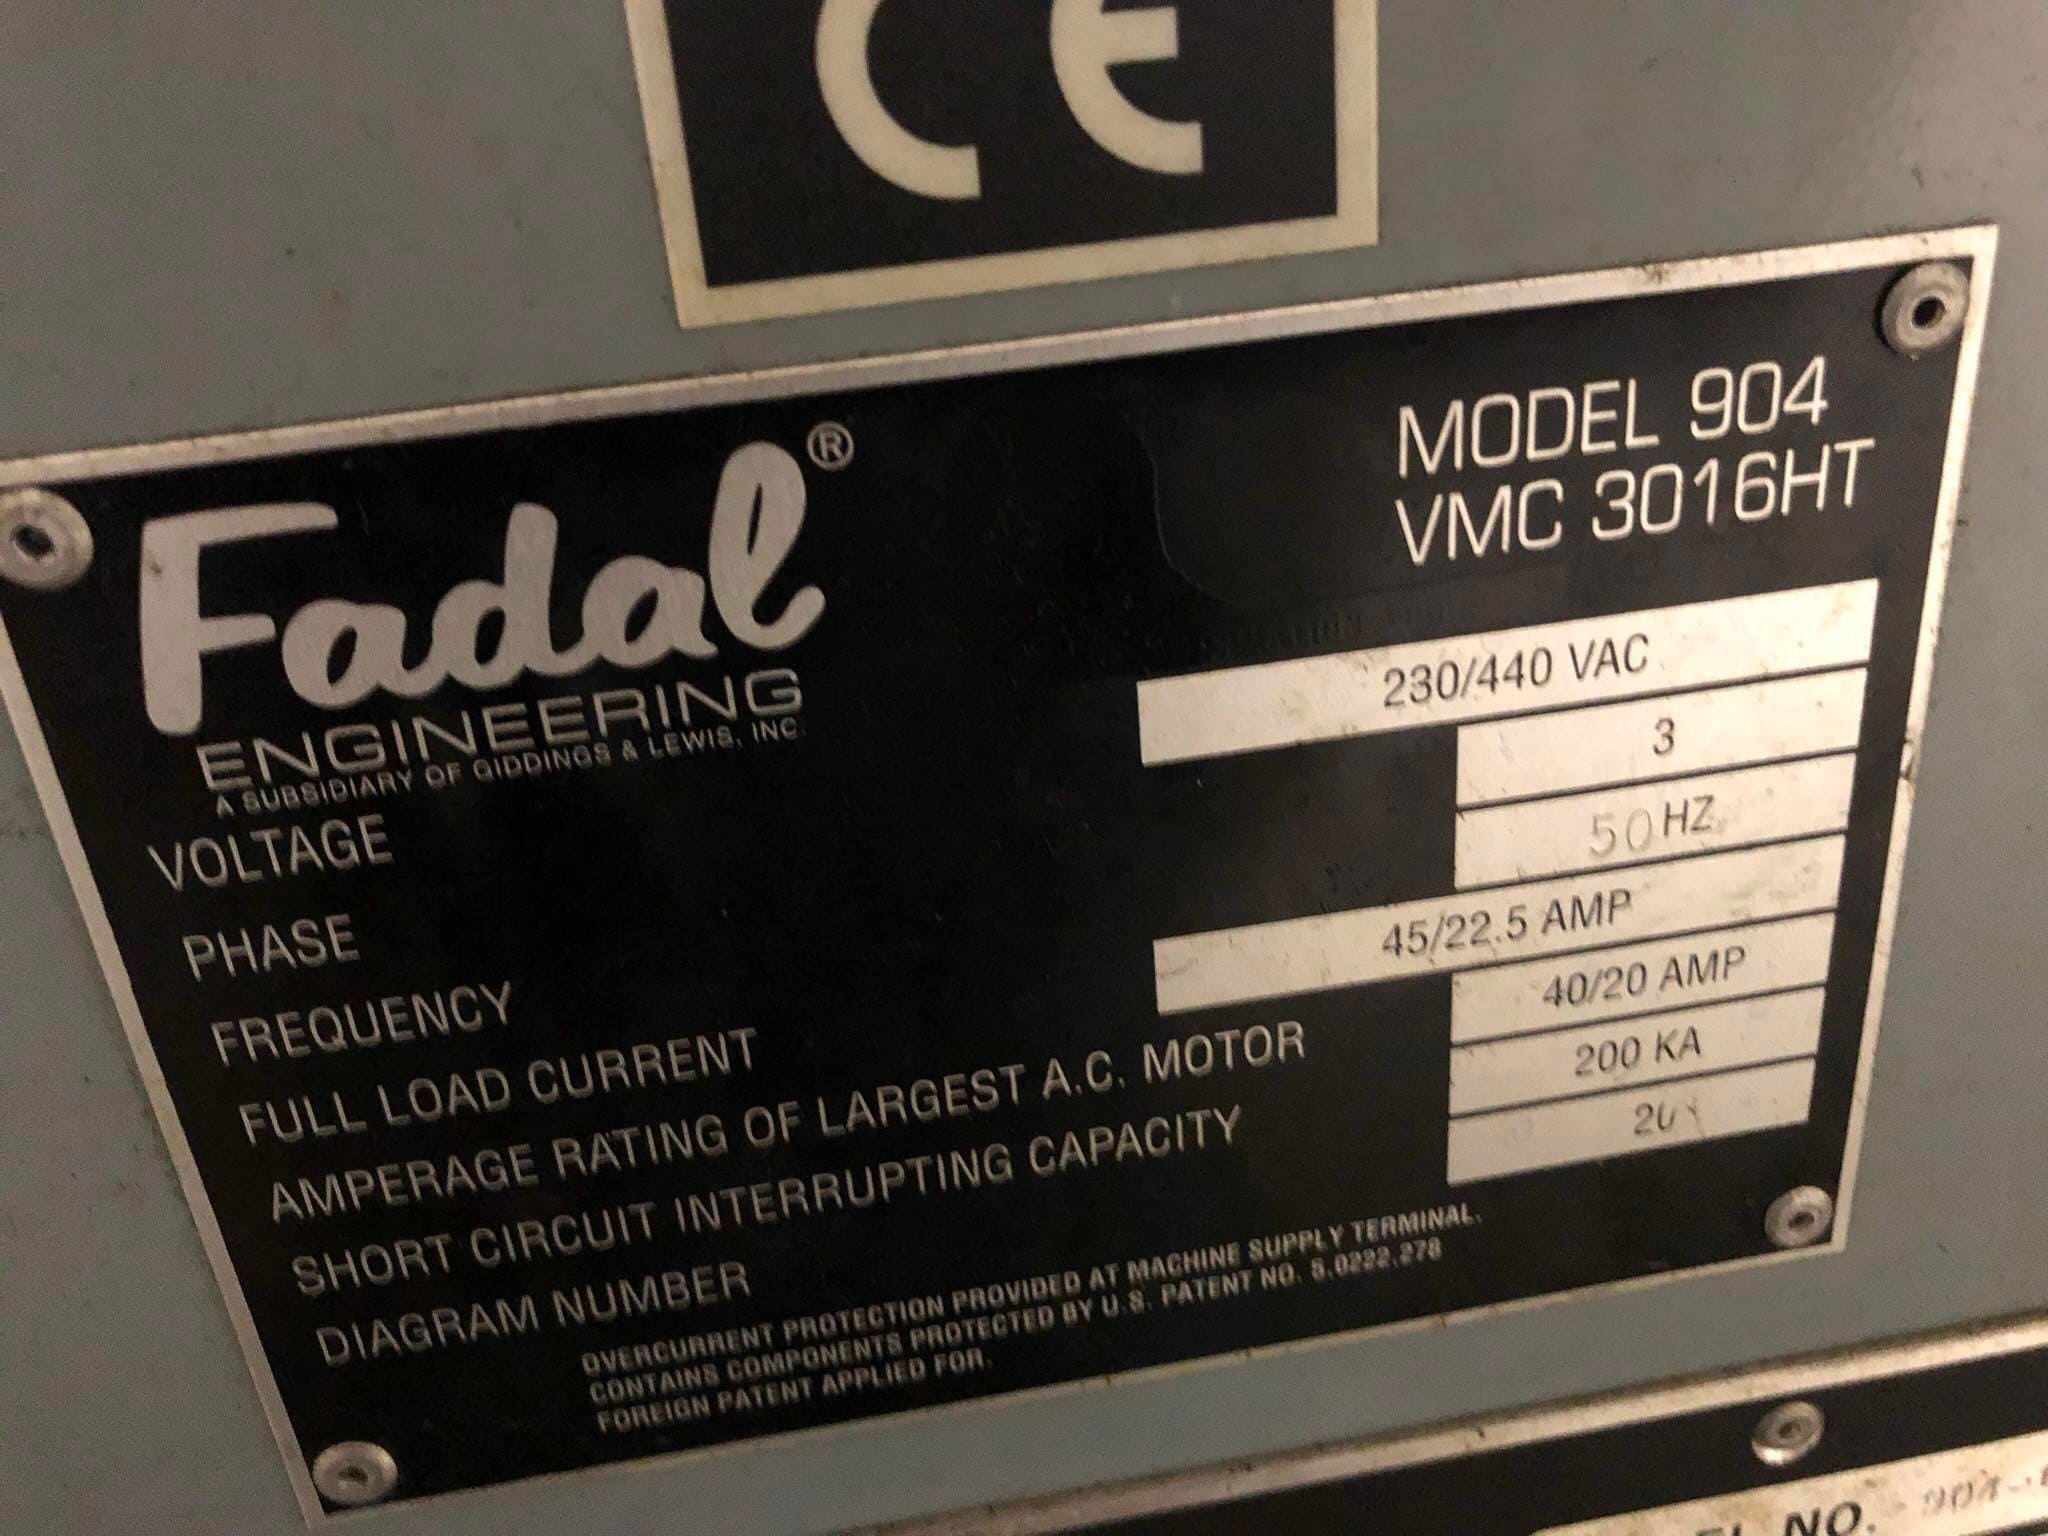 CE
Fadal®
ENGINEERING
A SUBSIDIARY OF GIDDINGS & LEWIS, INC.
MODEL 904
VMC 3016HT
VOLTAGE 230/440 VAC
PHASE 3
FREQUENCY 50 HZ
FULL LOAD CURRENT 45/22.5 AMP
AMPERAGE RATING OF LARGEST A.C. MOTOR 40/20 AMP
SHORT CIRCUIT INTERRUPTING CAPACITY 200 KA
DIAGRAM NUMBER
OVERCURRENT PROTECTION PROVIDED AT MACHINE SUPPLY TERMINAL.
CONTAINS COMPONENTS PROTECTED BY U.S. PATENT NO. 5.0222,278
FOREIGN PATENT APPLIED FOR.
NO.